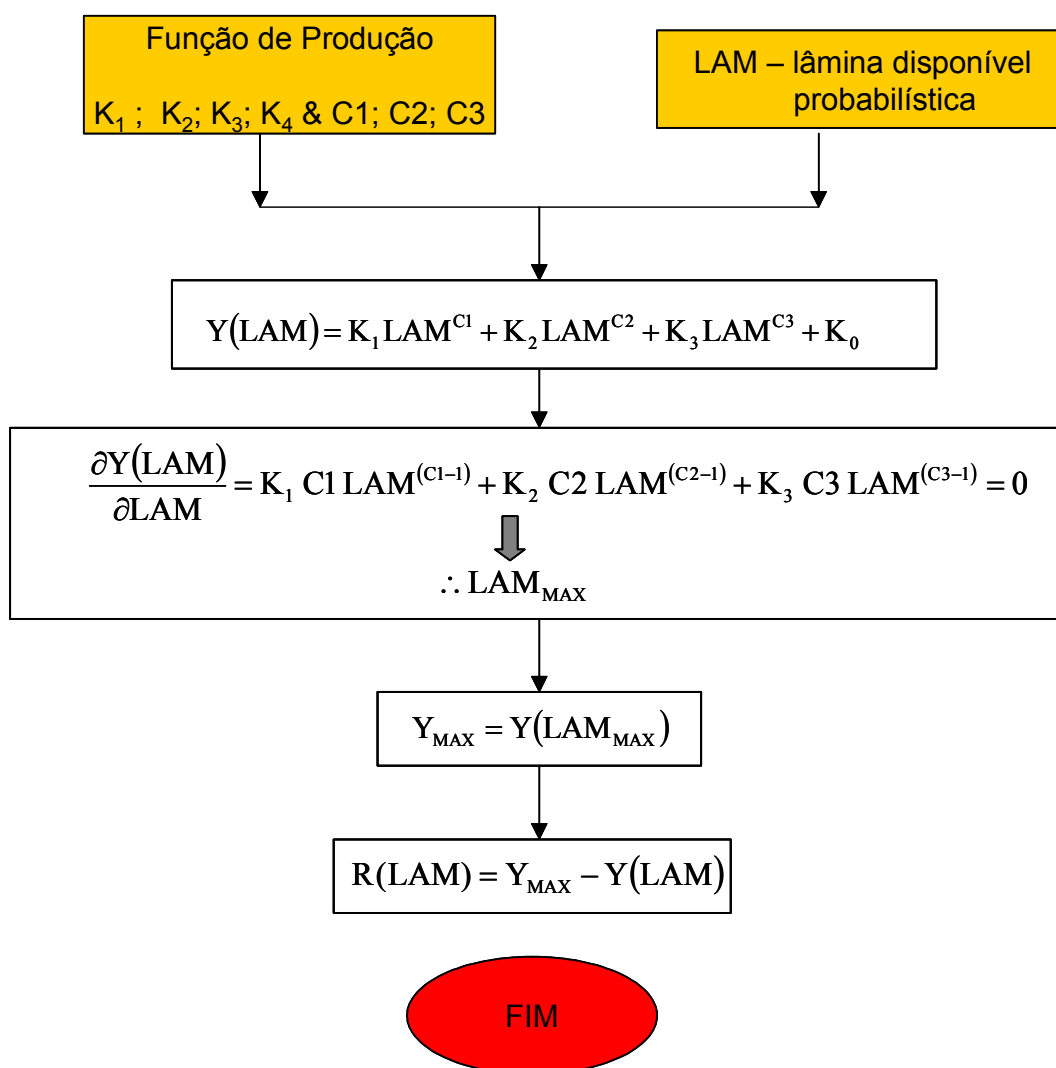 Função de Produção
K₁ ; K₂; K₃; K₄ & C1; C2; C3
LAM – lâmina disponível
probabilística
Y(LAM) = K₁ LAM^C1 + K₂ LAM^C2 + K₃ LAM^C3 + K₀
∂Y(LAM)/∂LAM = K₁ C1 LAM^(C1−1) + K₂ C2 LAM^(C2−1) + K₃ C3 LAM^(C3−1) = 0
∴ LAM_MAX
Y_MAX = Y(LAM_MAX)
R(LAM) = Y_MAX − Y(LAM)
FIM